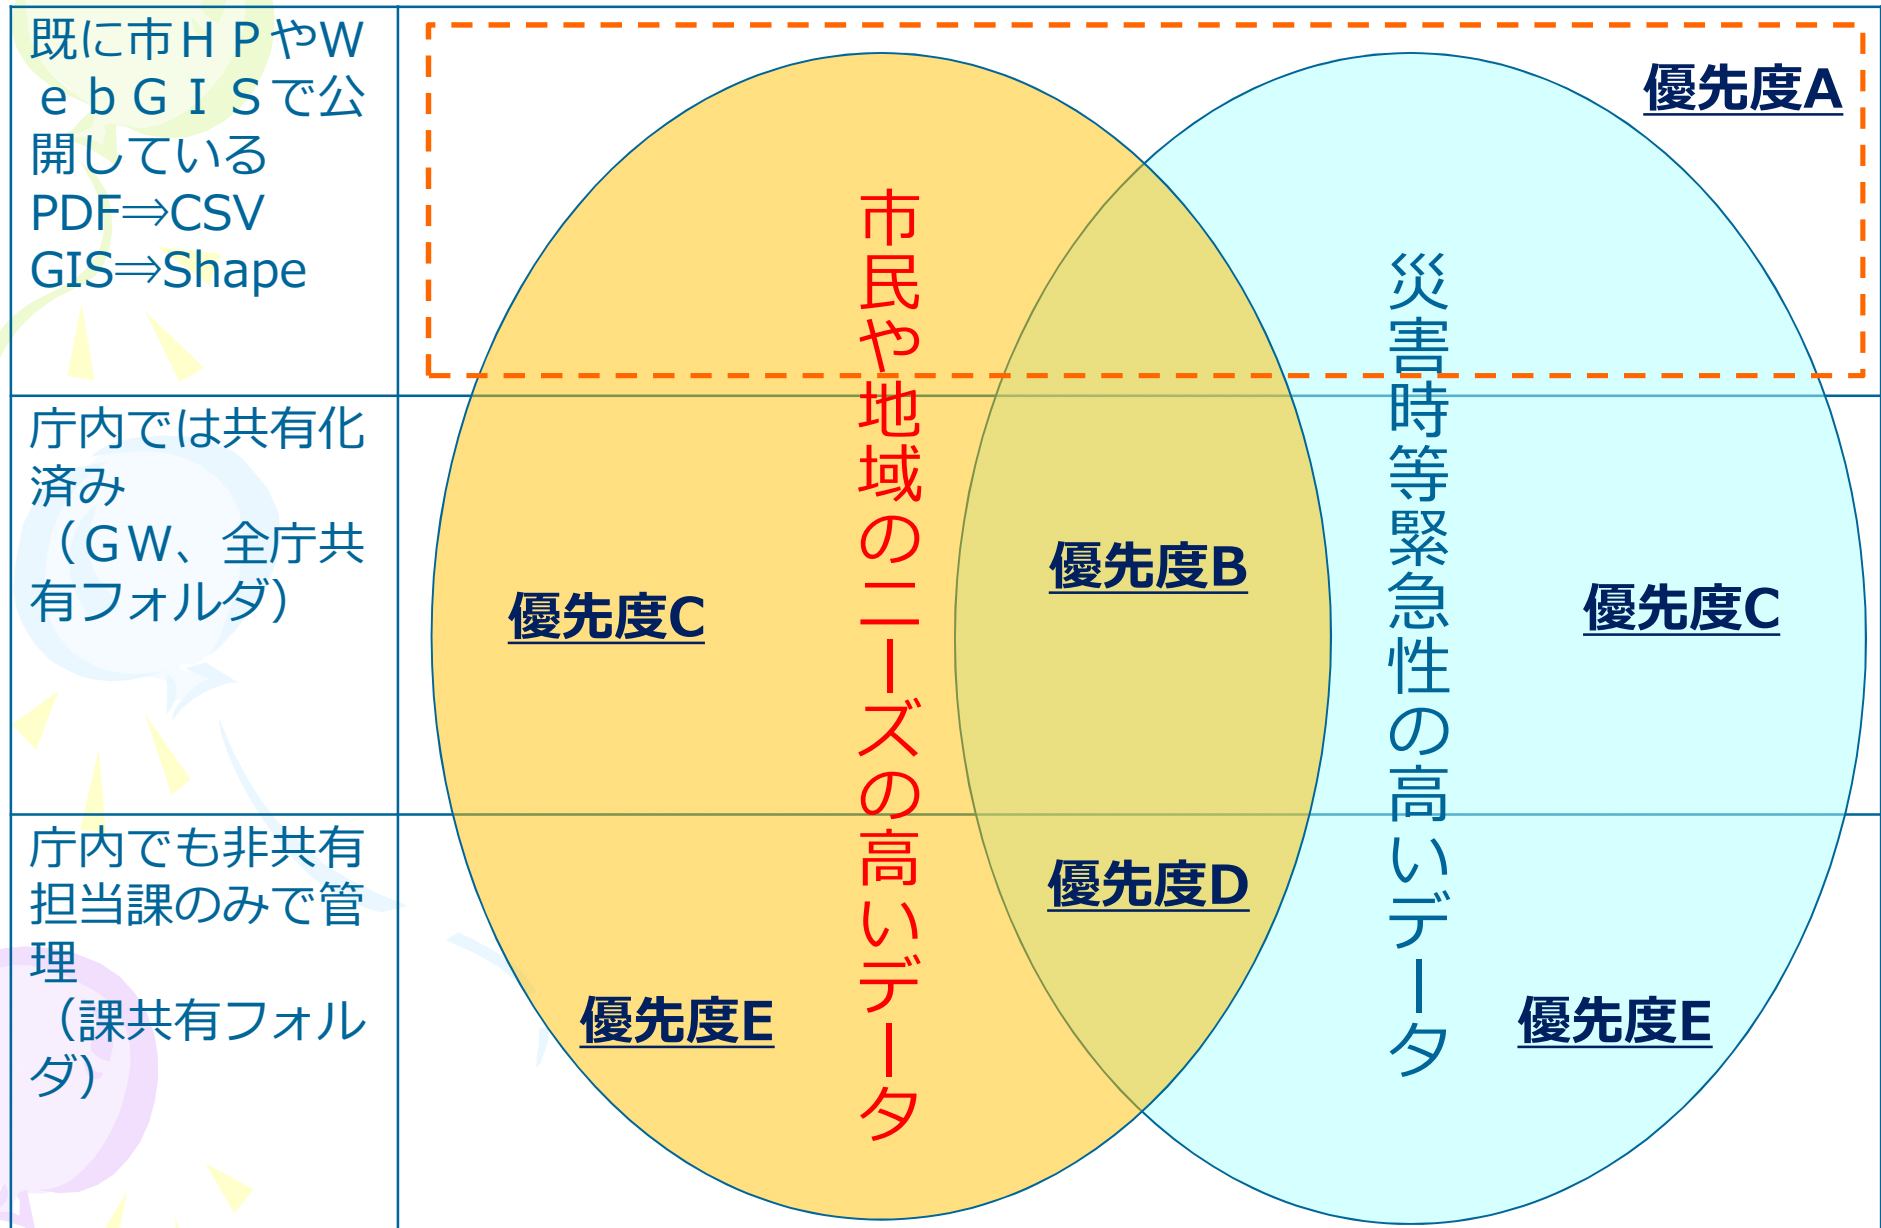 既に市ＨＰやＷ
ｅｂＧＩＳで公
開している
PDF⇒CSV
GIS⇒Shape
優先度A
市民や地域のニーズの高いデータ
災害時等緊急性の高いデータ
庁内では共有化
済み
（ＧＷ、全庁共
有フォルダ）
優先度C
優先度B
優先度C
庁内でも非共有
担当課のみで管
理
（課共有フォル
ダ）
優先度D
優先度E
優先度E